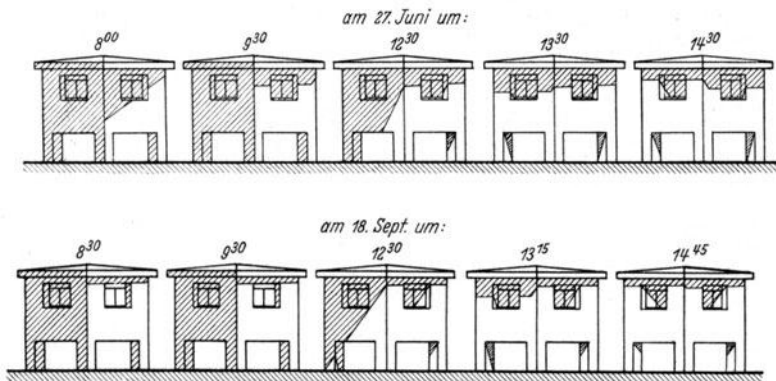 am 27. Juni um:
8⁰⁰ 9³⁰ 12³⁰ 13³⁰ 14³⁰
am 18. Sept. um:
8³⁰ 9³⁰ 12³⁰ 13¹⁵ 14⁴⁵